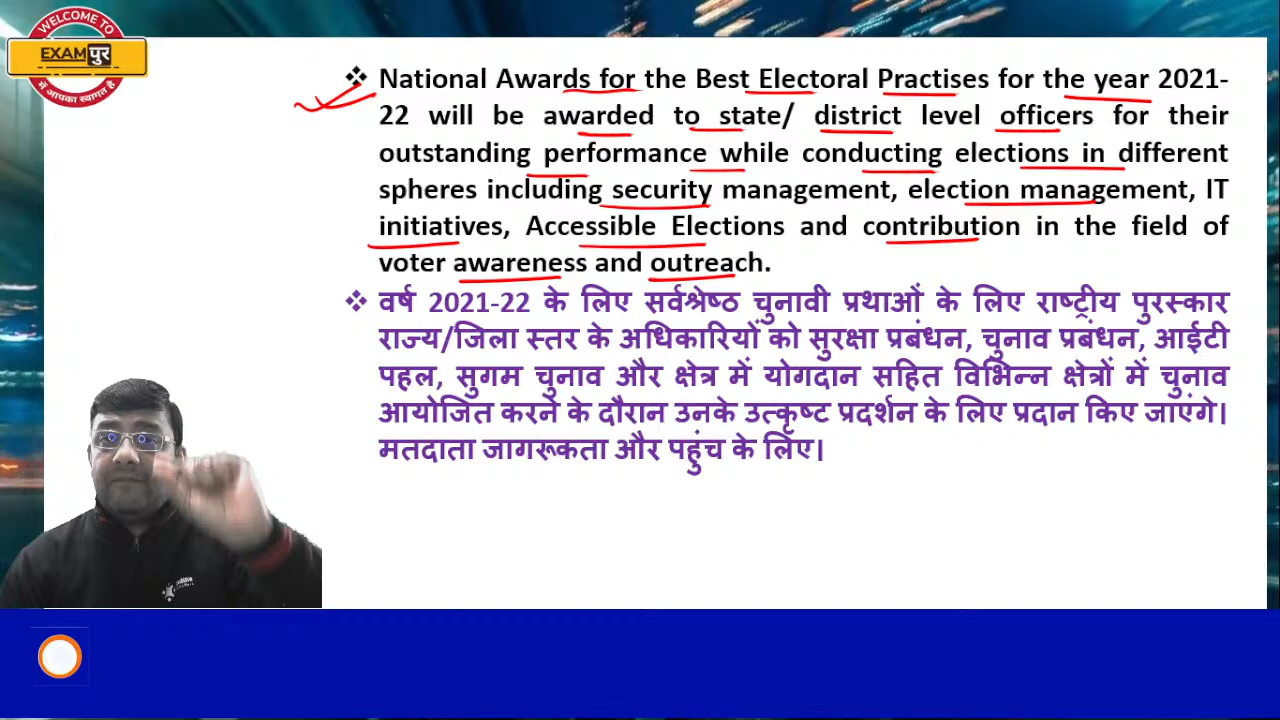 WELCOME TO
EXAM पुर
में आपका स्वागत है
National Awards for the Best Electoral Practises for the year 2021-
22 will be awarded to state/ district level officers for their
outstanding performance while conducting elections in different
spheres including security management, election management, IT
initiatives, Accessible Elections and contribution in the field of
voter awareness and outreach.
वर्ष 2021-22 के लिए सर्वश्रेष्ठ चुनावी प्रथाओं के लिए राष्ट्रीय पुरस्कार
राज्य/जिला स्तर के अधिकारियों को सुरक्षा प्रबंधन, चुनाव प्रबंधन, आईटी
पहल, सुगम चुनाव और क्षेत्र में योगदान सहित विभिन्न क्षेत्रों में चुनाव
आयोजित करने के दौरान उनके उत्कृष्ट प्रदर्शन के लिए प्रदान किए जाएंगे।
मतदाता जागरूकता और पहुंच के लिए।